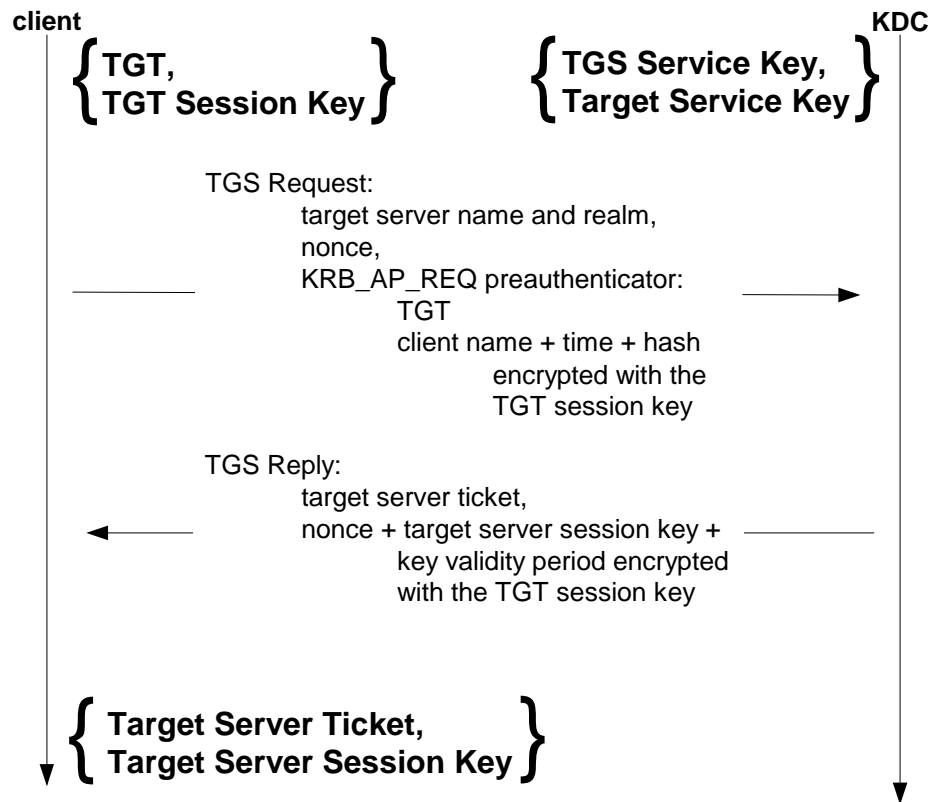 client
KDC
{ TGT,
TGT Session Key }
{ TGS Service Key,
Target Service Key }
TGS Request:
target server name and realm,
nonce,
KRB_AP_REQ preauthenticator:
TGT
client name + time + hash
encrypted with the
TGT session key
TGS Reply:
target server ticket,
nonce + target server session key +
key validity period encrypted
with the TGT session key
{ Target Server Ticket,
Target Server Session Key }